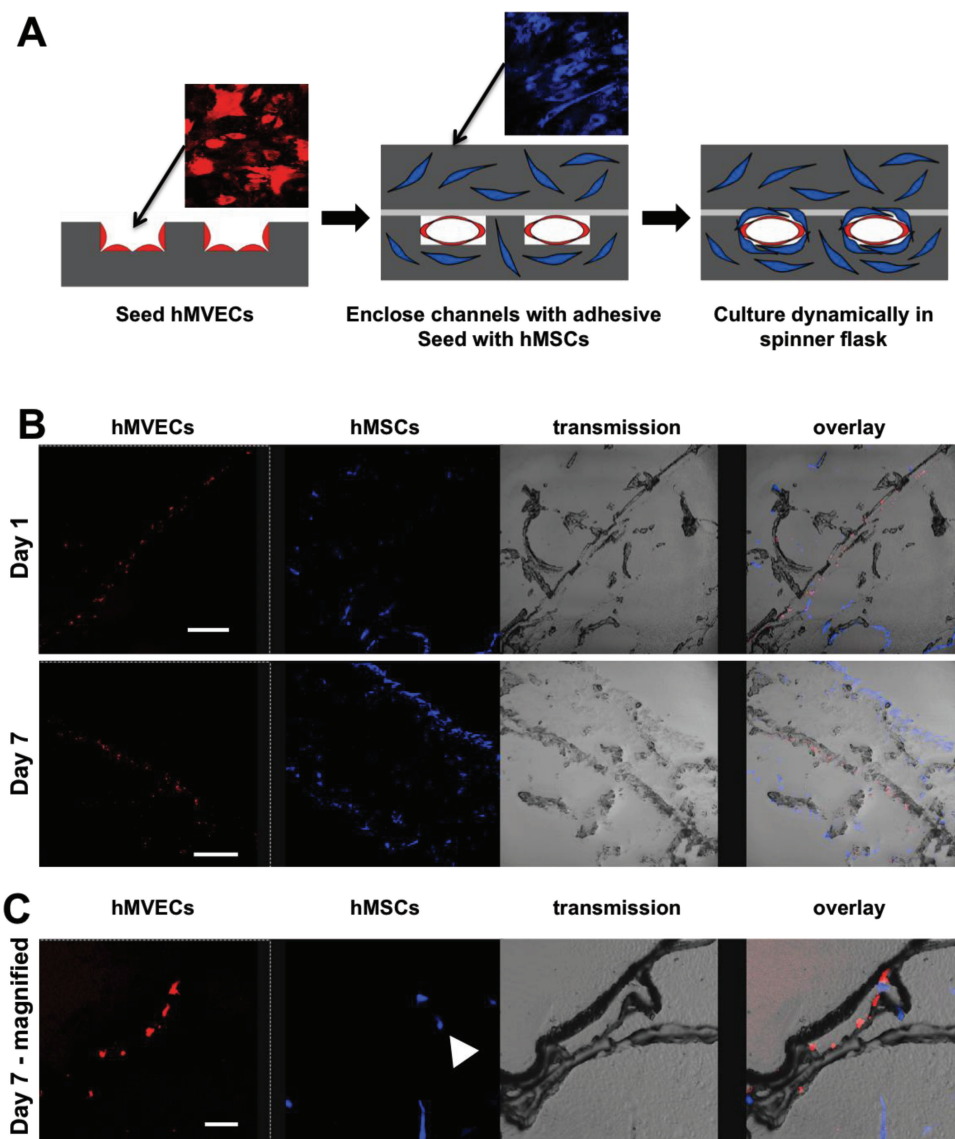 A
Seed hMVECs
Enclose channels with adhesive
Seed with hMSCs
Culture dynamically in
spinner flask
B
hMVECs
hMSCs
transmission
overlay
Day 1
Day 7
C
hMVECs
hMSCs
transmission
overlay
Day 7 - magnified